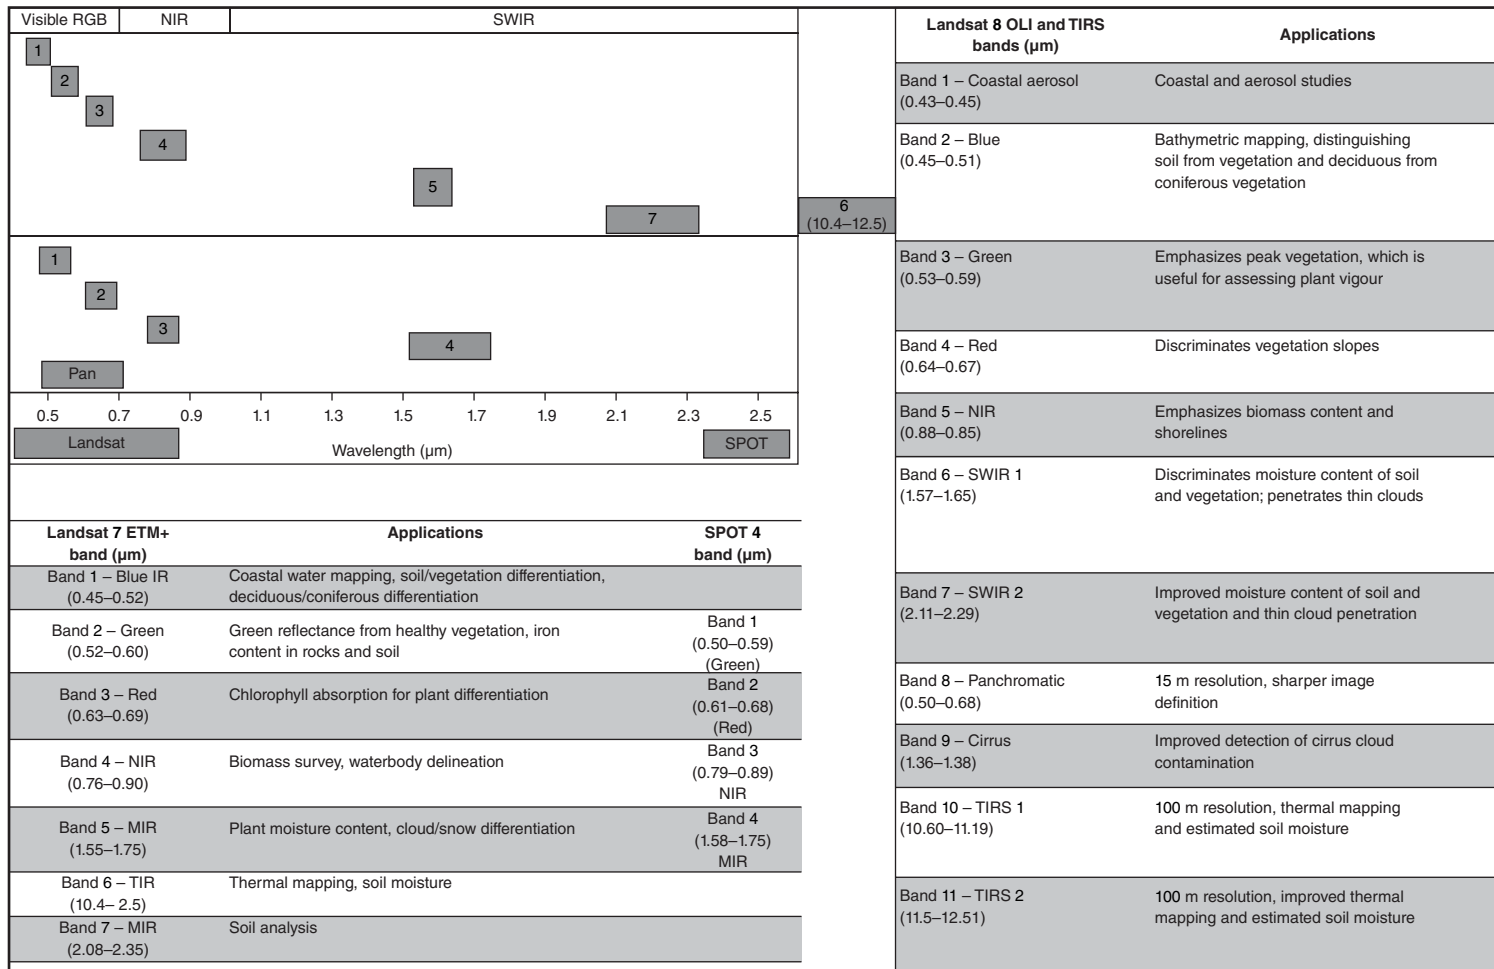 Visible RGB NIR SWIR
1
2
3
4
5
7
6
(10.4–12.5)
1
2
3
4
Pan
0.5 0.7 0.9 1.1 1.3 1.5 1.7 1.9 2.1 2.3 2.5
Landsat Wavelength (µm) SPOT
Landsat 7 ETM+ Applications SPOT 4
band (µm) band (µm)
Band 1 – Blue IR Coastal water mapping, soil/vegetation differentiation,
(0.45–0.52) deciduous/coniferous differentiation
Band 1
Band 2 – Green Green reflectance from healthy vegetation, iron
(0.50–0.59)
(0.52–0.60) content in rocks and soil
(Green)
Band 2
Band 3 – Red Chlorophyll absorption for plant differentiation
(0.61–0.68)
(0.63–0.69)
(Red)
Band 3
Band 4 – NIR Biomass survey, waterbody delineation
(0.79–0.89)
(0.76–0.90)
NIR
Band 4
Band 5 – MIR Plant moisture content, cloud/snow differentiation
(1.58–1.75)
(1.55–1.75)
MIR
Band 6 – TIR Thermal mapping, soil moisture
(10.4– 2.5)
Band 7 – MIR Soil analysis
(2.08–2.35)
Landsat 8 OLI and TIRS Applications
bands (µm)
Band 1 – Coastal aerosol Coastal and aerosol studies
(0.43–0.45)
Band 2 – Blue Bathymetric mapping, distinguishing
(0.45–0.51) soil from vegetation and deciduous from
coniferous vegetation
Band 3 – Green Emphasizes peak vegetation, which is
(0.53–0.59) useful for assessing plant vigour
Band 4 – Red Discriminates vegetation slopes
(0.64–0.67)
Band 5 – NIR Emphasizes biomass content and
(0.88–0.85) shorelines
Band 6 – SWIR 1 Discriminates moisture content of soil
(1.57–1.65) and vegetation; penetrates thin clouds
Band 7 – SWIR 2 Improved moisture content of soil and
(2.11–2.29) vegetation and thin cloud penetration
Band 8 – Panchromatic 15 m resolution, sharper image
(0.50–0.68) definition
Band 9 – Cirrus Improved detection of cirrus cloud
(1.36–1.38) contamination
Band 10 – TIRS 1 100 m resolution, thermal mapping
(10.60–11.19) and estimated soil moisture
Band 11 – TIRS 2 100 m resolution, improved thermal
(11.5–12.51) mapping and estimated soil moisture